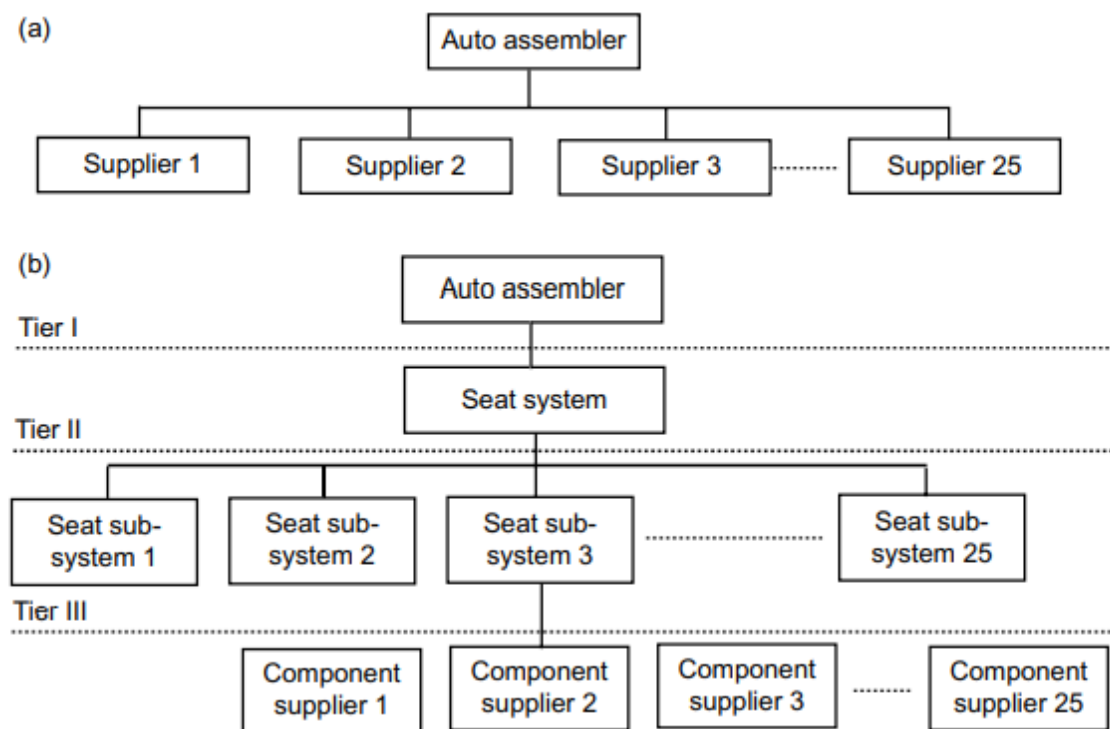 (a)
Auto assembler
Supplier 1
Supplier 2
Supplier 3
Supplier 25
(b)
Auto assembler
Tier I
Seat system
Tier II
Seat sub-
system 1
Seat sub-
system 2
Seat sub-
system 3
Seat sub-
system 25
Tier III
Component
supplier 1
Component
supplier 2
Component
supplier 3
Component
supplier 25